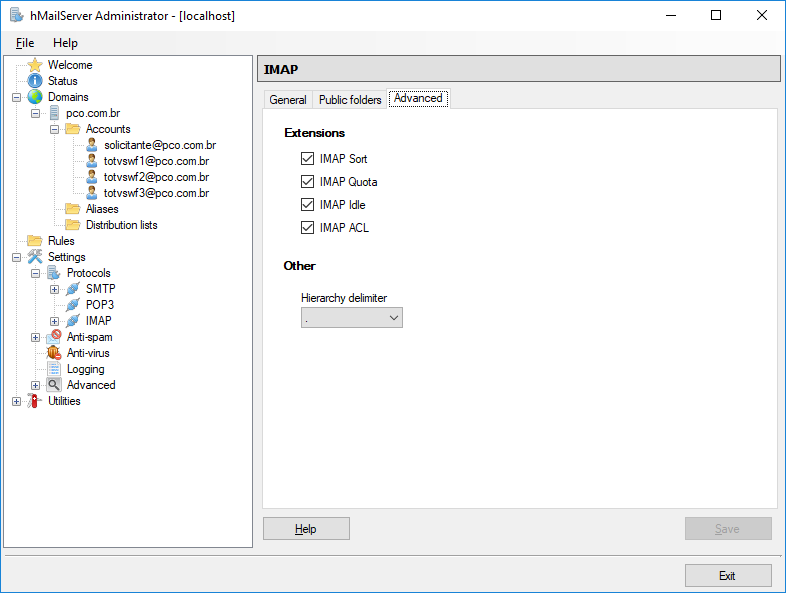 hMailServer Administrator - [localhost]
File Help
Welcome
Status
Domains
pco.com.br
Accounts
solicitante@pco.com.br
totvswf1@pco.com.br
totvswf2@pco.com.br
totvswf3@pco.com.br
Aliases
Distribution lists
Rules
Settings
Protocols
SMTP
POP3
IMAP
Anti-spam
Anti-virus
Logging
Advanced
Utilities
IMAP
General Public folders Advanced
Extensions
IMAP Sort
IMAP Quota
IMAP Idle
IMAP ACL
Other
Hierarchy delimiter
.
Help Save
Exit